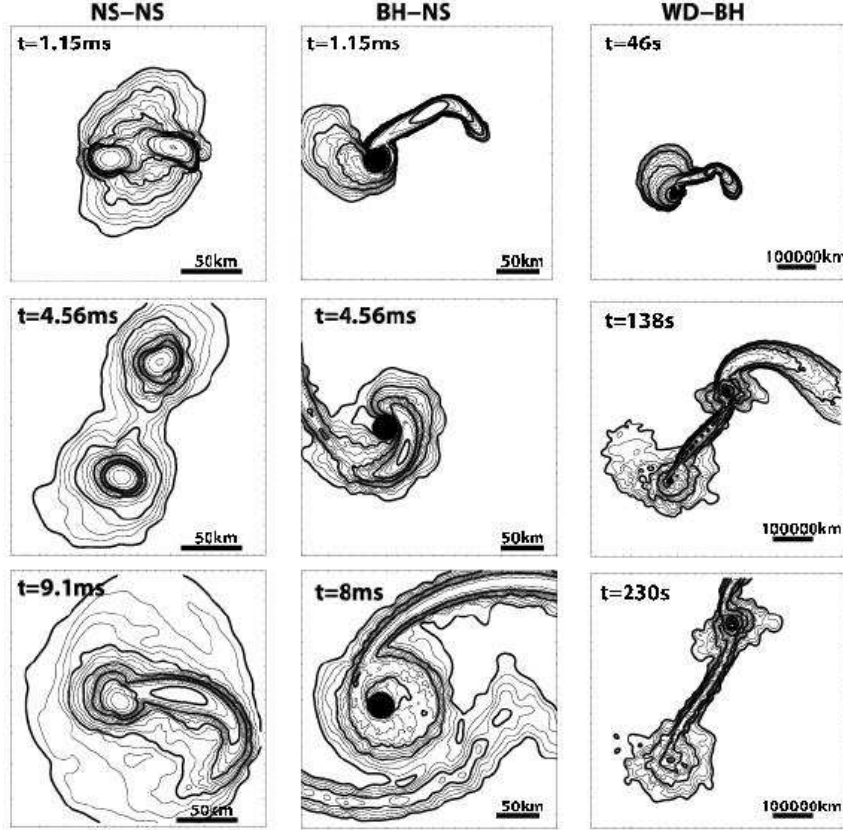 NS–NS BH–NS WD–BH
t=1.15ms t=1.15ms t=46s
50km 50km 100000km
t=4.56ms t=4.56ms t=138s
50km 50km 100000km
t=9.1ms t=8ms t=230s
50km 50km 100000km